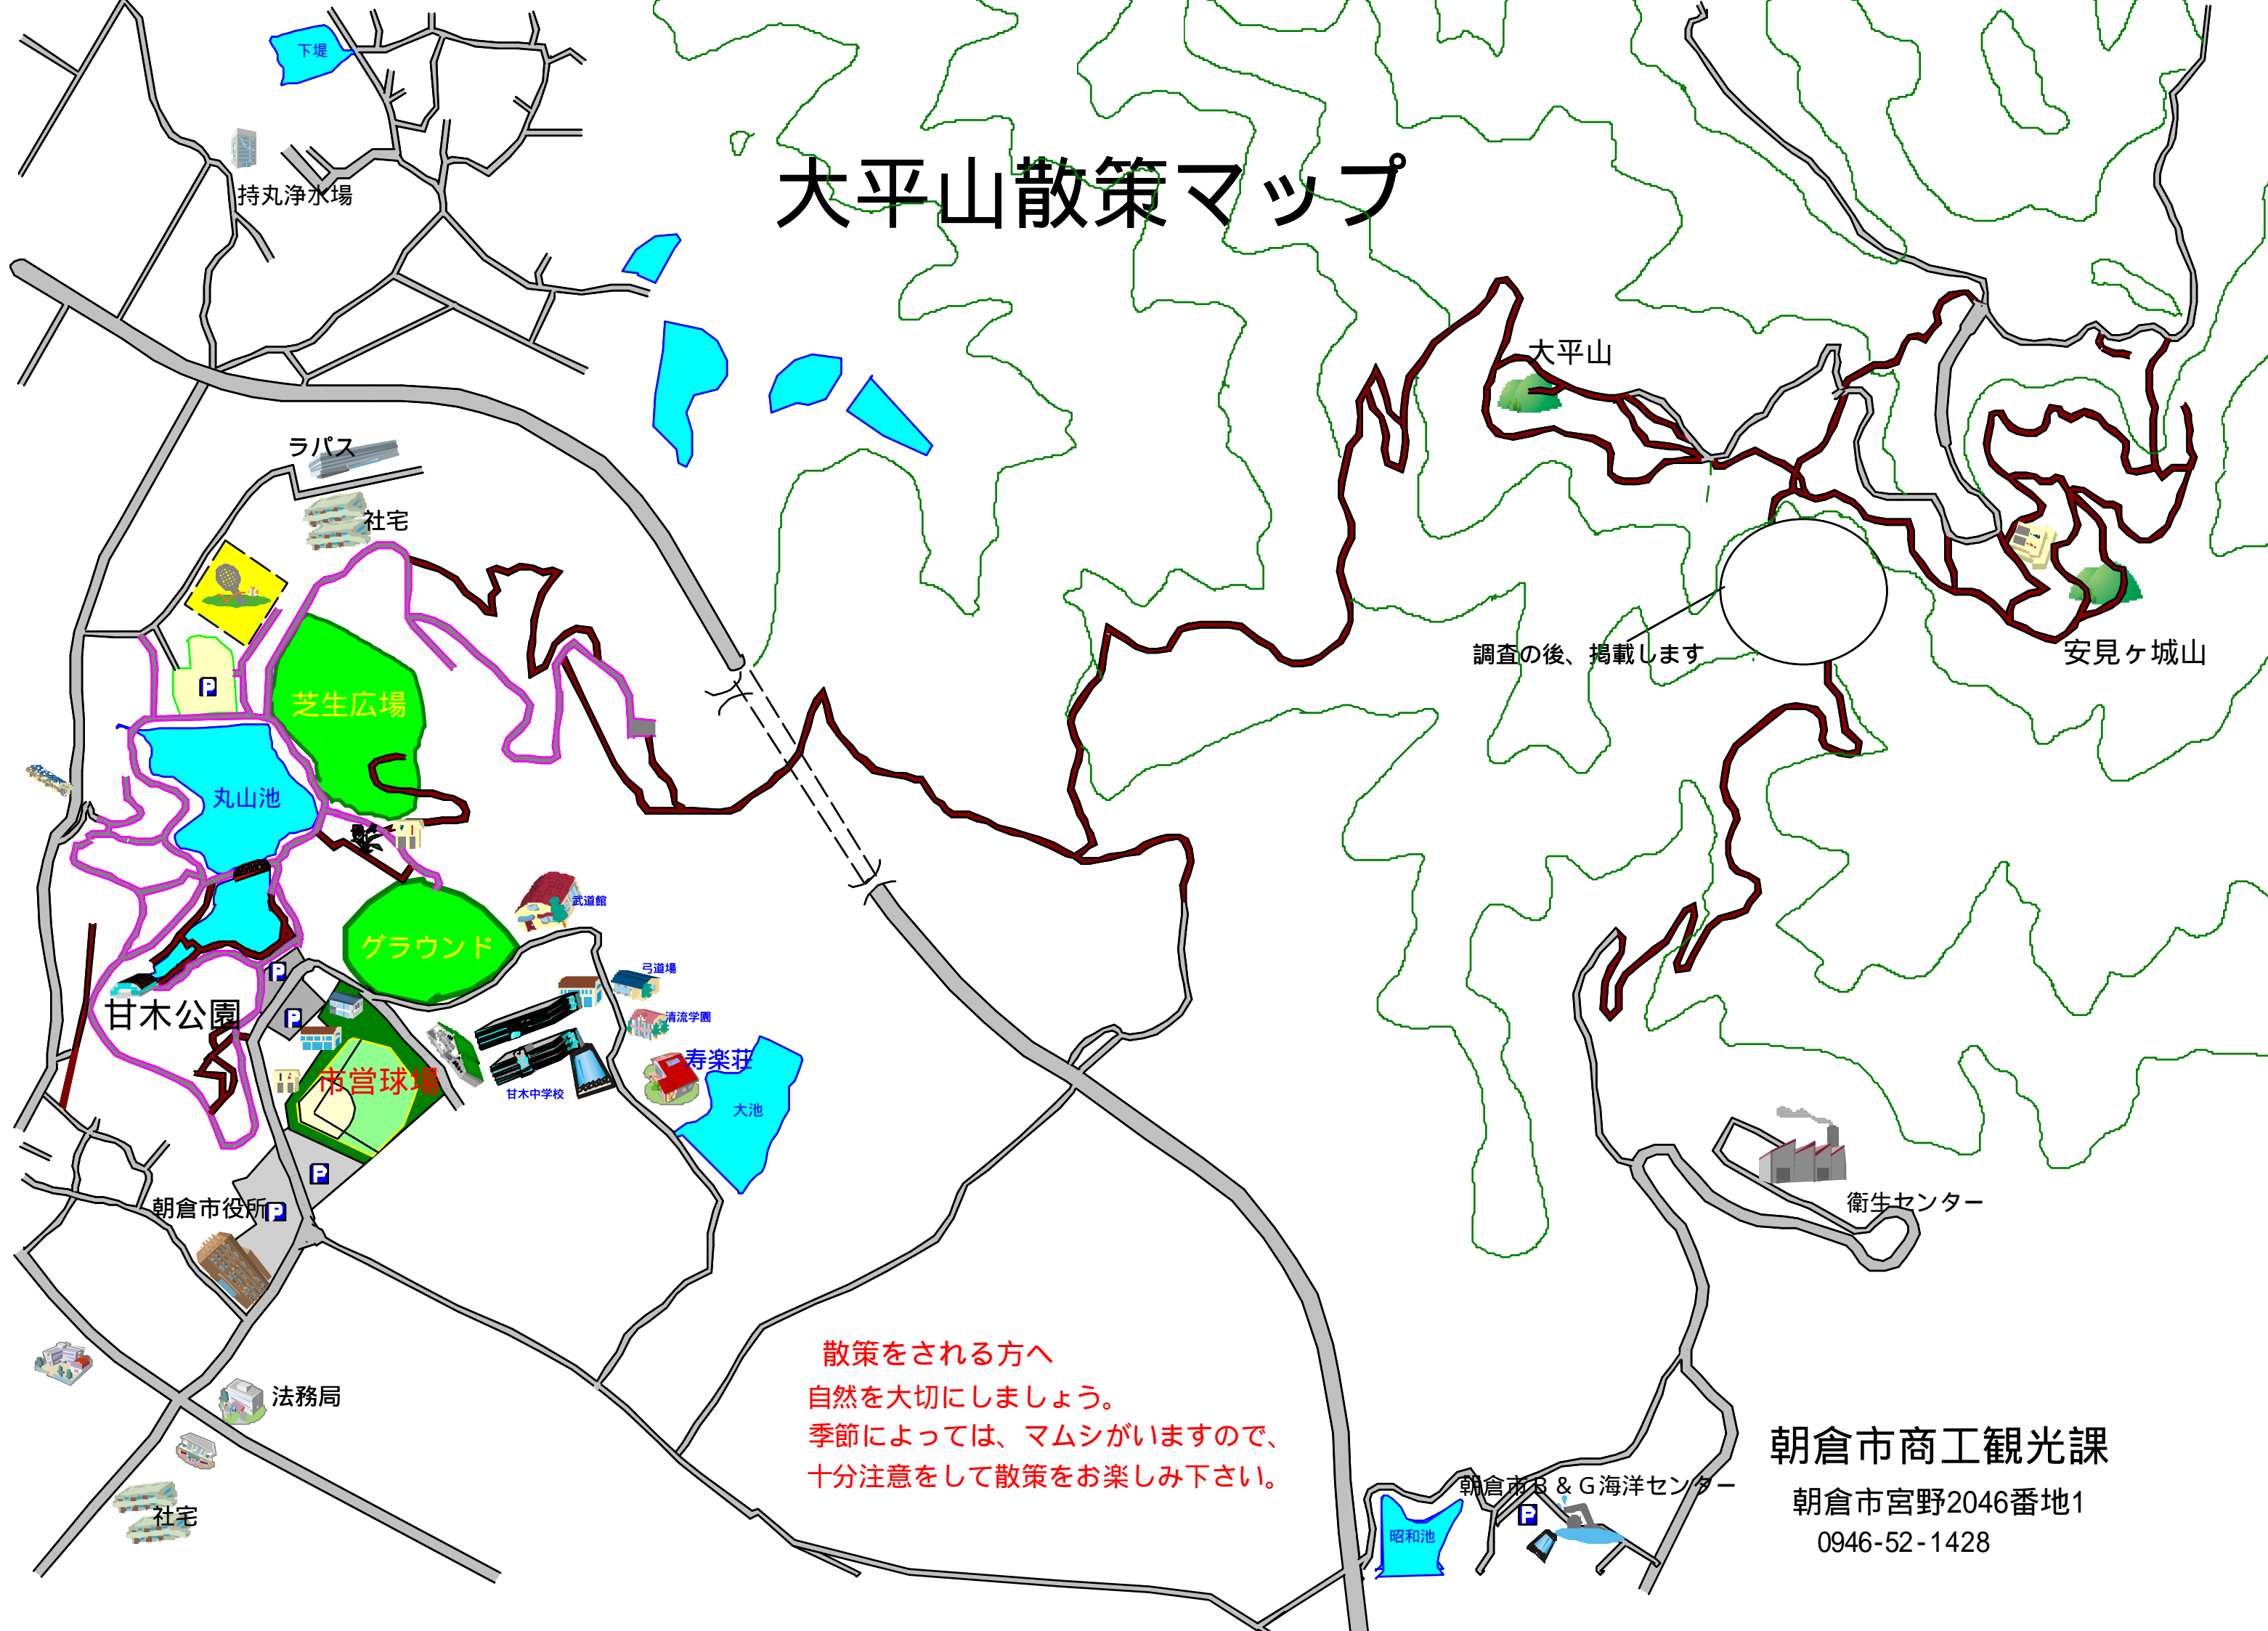 下堤
持丸浄水場
大平山散策マップ
大平山
ラパス
社宅
調査の後、掲載します
安見ヶ城山
P
芝生広場
丸山池
武道館
グラウンド
弓道場
P
甘木公園
P
清流学園
寿楽荘
市営球場
甘木中学校
大池
P
朝倉市役所
P
衛生センター
散策をされる方へ
自然を大切にしましょう。
季節によっては、マムシがいますので、
十分注意をして散策をお楽しみ下さい。
法務局
社宅
朝倉市B&G海洋センター
P
昭和池
朝倉市商工観光課
朝倉市宮野2046番地1
0946-52-1428